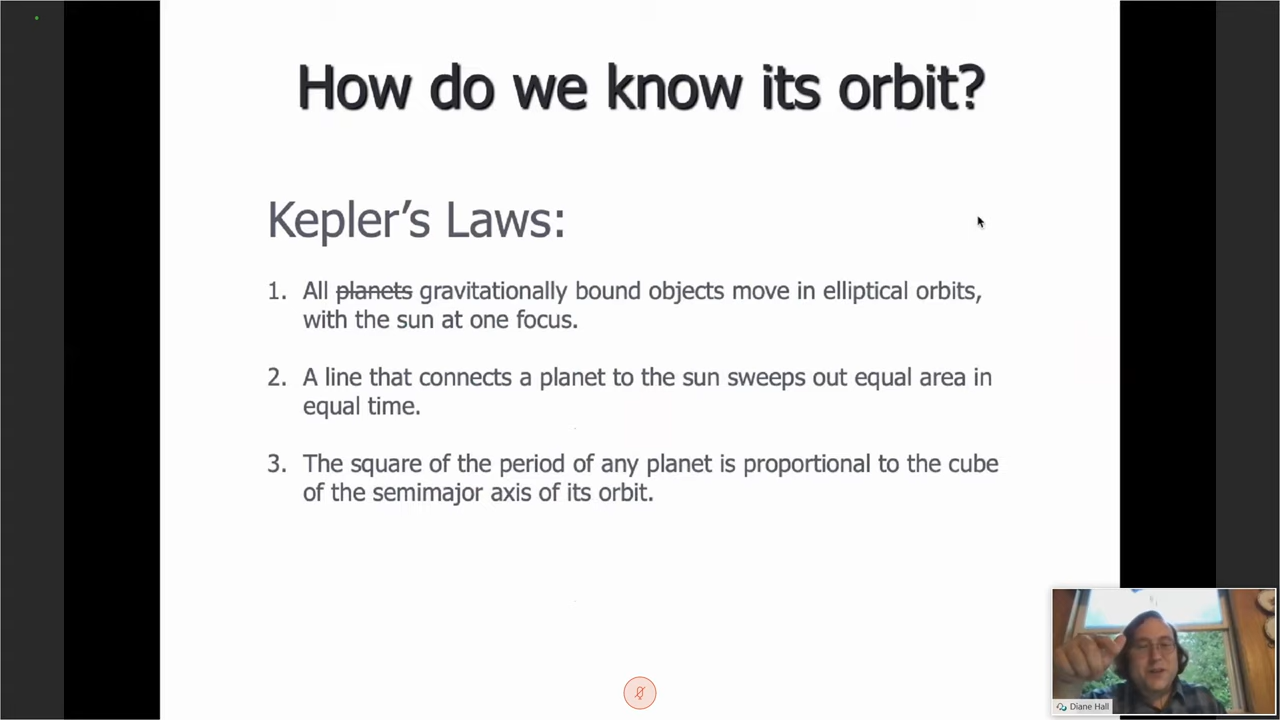 How do we know its orbit?
Kepler’s Laws:
1. All planets gravitationally bound objects move in elliptical orbits,
with the sun at one focus.
2. A line that connects a planet to the sun sweeps out equal area in
equal time.
3. The square of the period of any planet is proportional to the cube
of the semimajor axis of its orbit.
Diane Hall